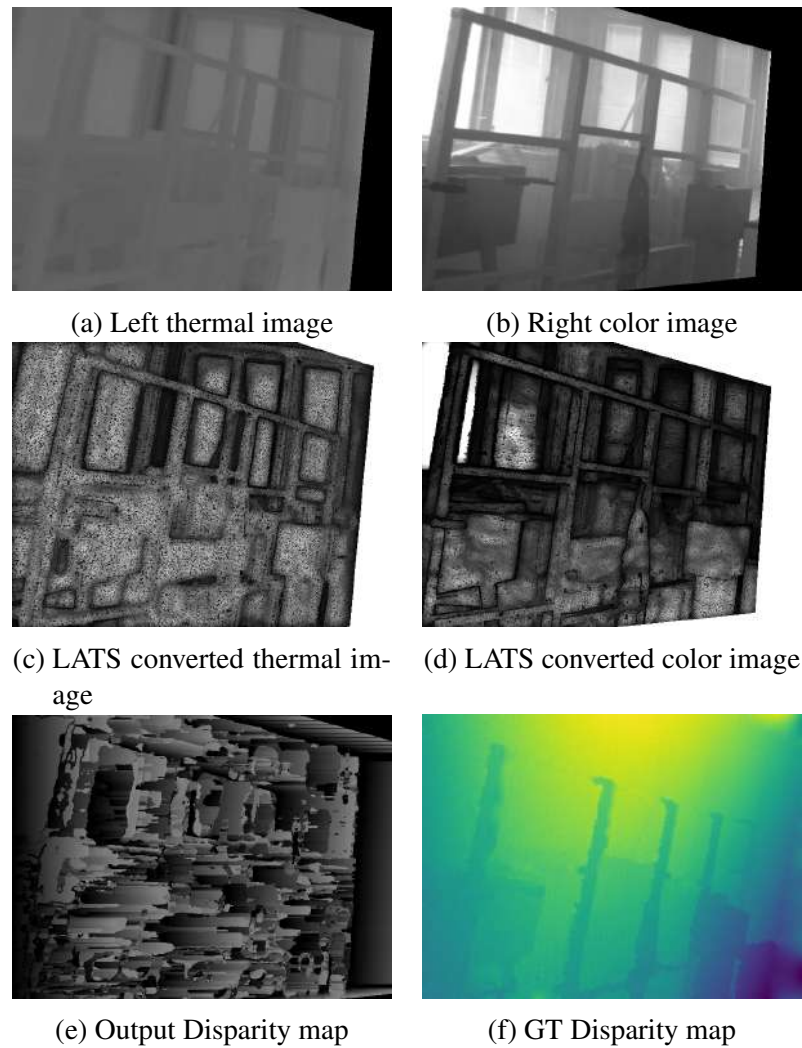 (a) Left thermal image
(b) Right color image
(c) LATS converted thermal im-
age
(d) LATS converted color image
(e) Output Disparity map
(f) GT Disparity map